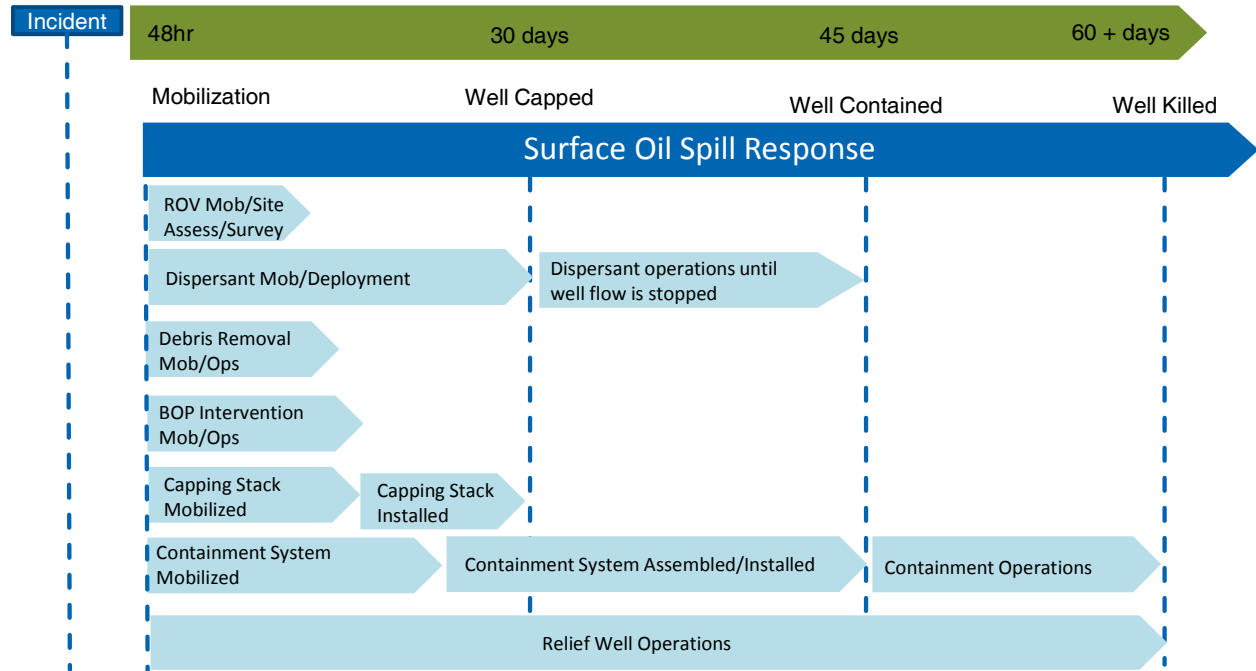 Incident
48hr 30 days 45 days 60 + days
Mobilization Well Capped Well Contained Well Killed
Surface Oil Spill Response
ROV Mob/Site
Assess/Survey
Dispersant Mob/Deployment
Dispersant operations until
well flow is stopped
Debris Removal
Mob/Ops
BOP Intervention
Mob/Ops
Capping Stack
Mobilized
Capping Stack
Installed
Containment System
Mobilized
Containment System Assembled/Installed
Containment Operations
Relief Well Operations